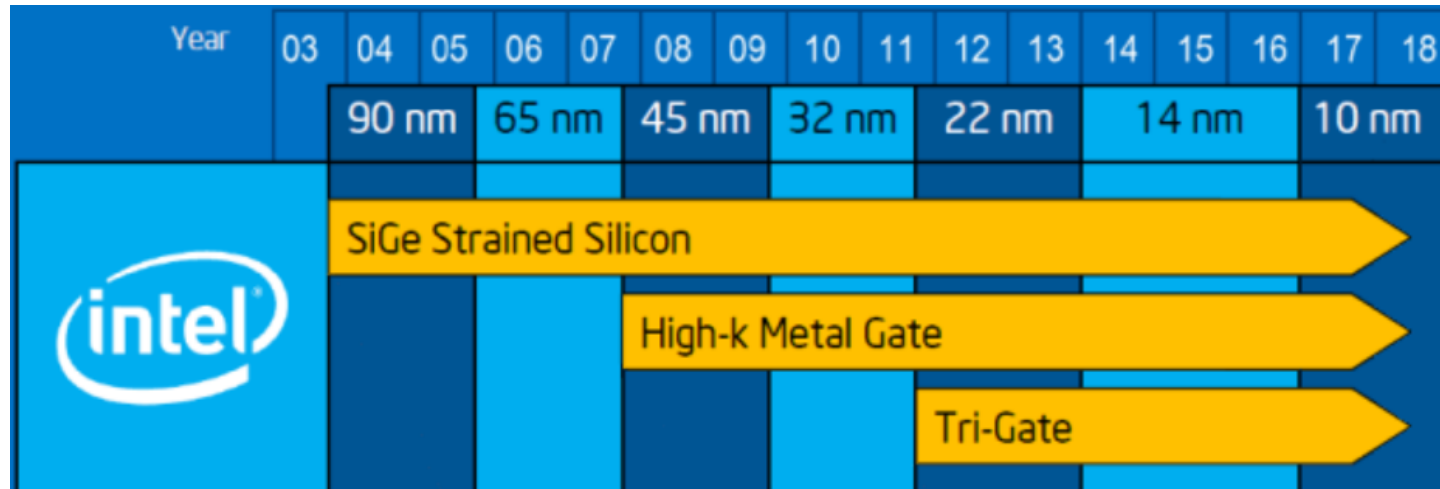 Year 03 04 05 06 07 08 09 10 11 12 13 14 15 16 17 18
90 nm 65 nm 45 nm 32 nm 22 nm 14 nm 10 nm
SiGe Strained Silicon
intel®
High-k Metal Gate
Tri-Gate